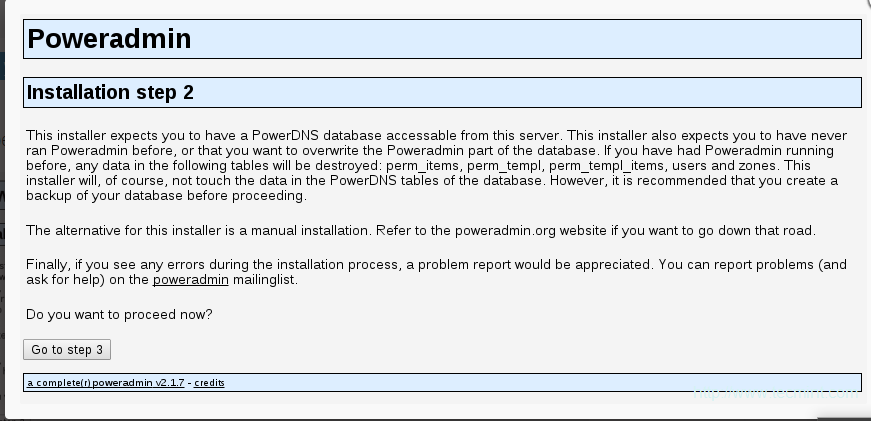 Poweradmin
Installation step 2
This installer expects you to have a PowerDNS database accessable from this server. This installer also expects you to have never
ran Poweradmin before, or that you want to overwrite the Poweradmin part of the database. If you have had Poweradmin running
before, any data in the following tables will be destroyed: perm_items, perm_templ, perm_templ_items, users and zones. This
installer will, of course, not touch the data in the PowerDNS tables of the database. However, it is recommended that you create a
backup of your database before proceeding.
The alternative for this installer is a manual installation. Refer to the poweradmin.org website if you want to go down that road.
Finally, if you see any errors during the installation process, a problem report would be appreciated. You can report problems (and
ask for help) on the poweradmin mailinglist.
Do you want to proceed now?
Go to step 3
a complete(r) poweradmin v2.1.7 - credits
http://www.tecmint.com